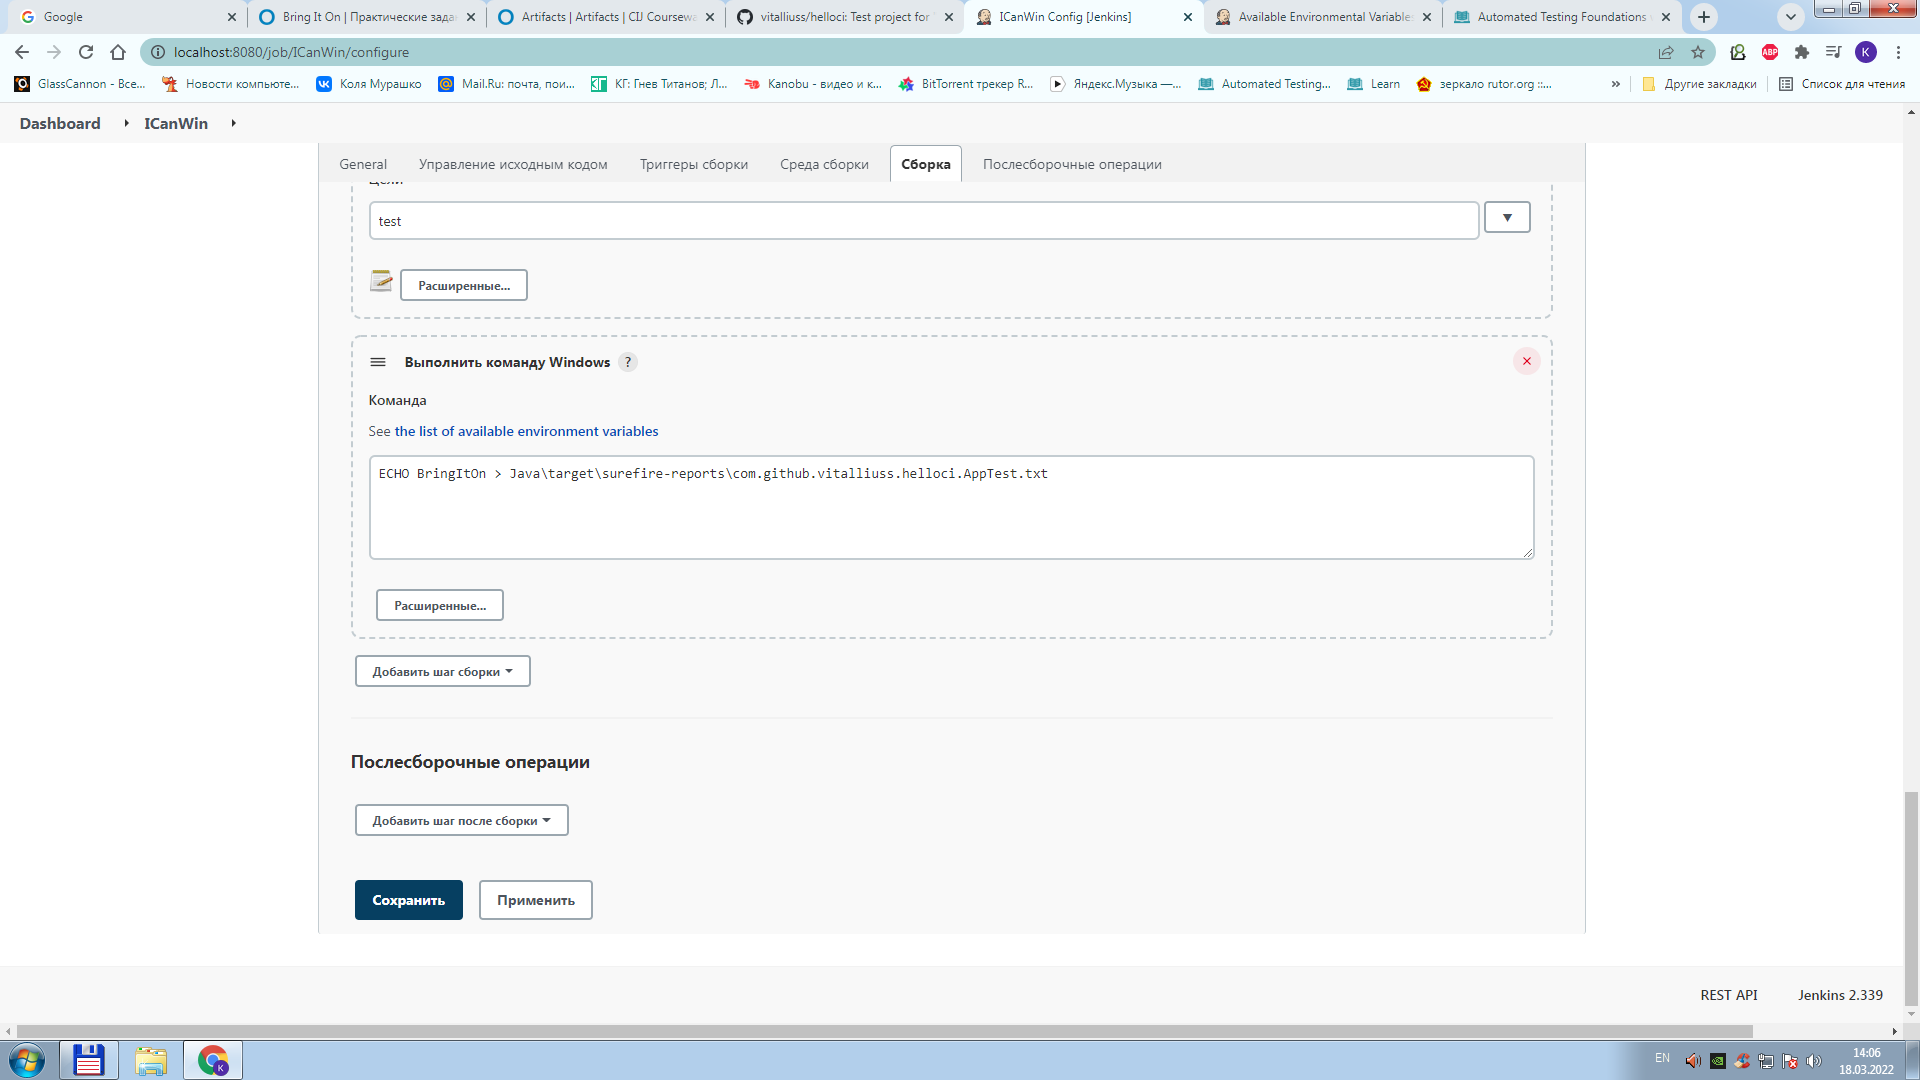 Google
Bring It On | Практические зада
Artifacts | Artifacts | CIJ Coursewa
vitalliuss/helloci: Test project for
ICanWin Config [Jenkins]
Available Environmental Variable
Automated Testing Foundations
localhost:8080/job/ICanWin/configure
ABP
K
GlassCannon - Все...
Новости компьюте...
Коля Мурашко
Mail.Ru: почта, пои...
КГ: Гнев Титанов; Л...
Kanobu - видео и к...
BitTorrent трекер R...
Яндекс.Музыка —...
Automated Testing...
Learn
зеркало rutor.org ::...
»
Другие закладки
Список для чтения
Dashboard
ICanWin
General
Управление исходным кодом
Триггеры сборки
Среда сборки
Сборка
Послесборочные операции
Цели
test
Расширенные...
Выполнить команду Windows ?
Команда
See the list of available environment variables
ECHO BringItOn > Java\target\surefire-reports\com.github.vitalliuss.helloci.AppTest.txt
Расширенные...
Добавить шаг сборки
Послесборочные операции
Добавить шаг после сборки
Сохранить
Применить
REST API
Jenkins 2.339
K
EN
14:06
18.03.2022